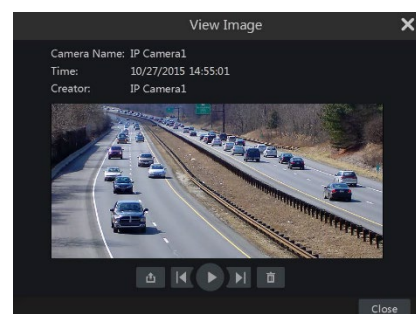 View Image
Camera Name: IP Camera1
Time: 10/27/2015 14:55:01
Creator: IP Camera1
Close